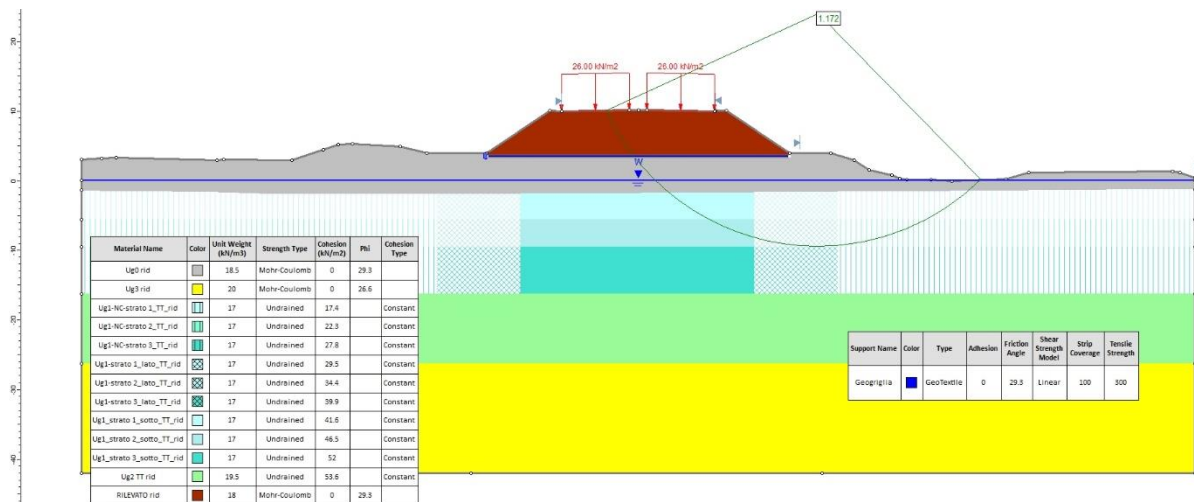 1.172
26.00 kN/m2 26.00 kN/m2
W
20
10
0
-10
-20
-30
-40
Material Name Color Unit Weight (kN/m3) Strength Type Cohesion (kN/m2) Phi Cohesion Type
Ug0 rid 18.5 Mohr-Coulomb 0 29.3
Ug3 rid 20 Mohr-Coulomb 0 26.6
Ug1-NC-strato 1_TT_rid 17 Undrained 17.4 Constant
Ug1-NC-strato 2_TT_rid 17 Undrained 22.3 Constant
Ug1-NC-strato 3_TT_rid 17 Undrained 27.8 Constant
Ug1-strato 1_lato_TT_rid 17 Undrained 29.5 Constant
Ug1-strato 2_lato_TT_rid 17 Undrained 34.4 Constant
Ug1-strato 3_lato_TT_rid 17 Undrained 39.9 Constant
Ug1_strato 1_sotto_TT_rid 17 Undrained 41.6 Constant
Ug1_strato 2_sotto_TT_rid 17 Undrained 46.5 Constant
Ug1_strato 3_sotto_TT_rid 17 Undrained 52 Constant
Ug2 TT rid 19.5 Undrained 53.6 Constant
RILEVATO rid 18 Mohr-Coulomb 0 29.3
Support Name Color Type Adhesion Friction Angle Shear Strength Model Strip Coverage Tensile Strength
Geogriglia GeoTextile 0 29.3 Linear 100 300